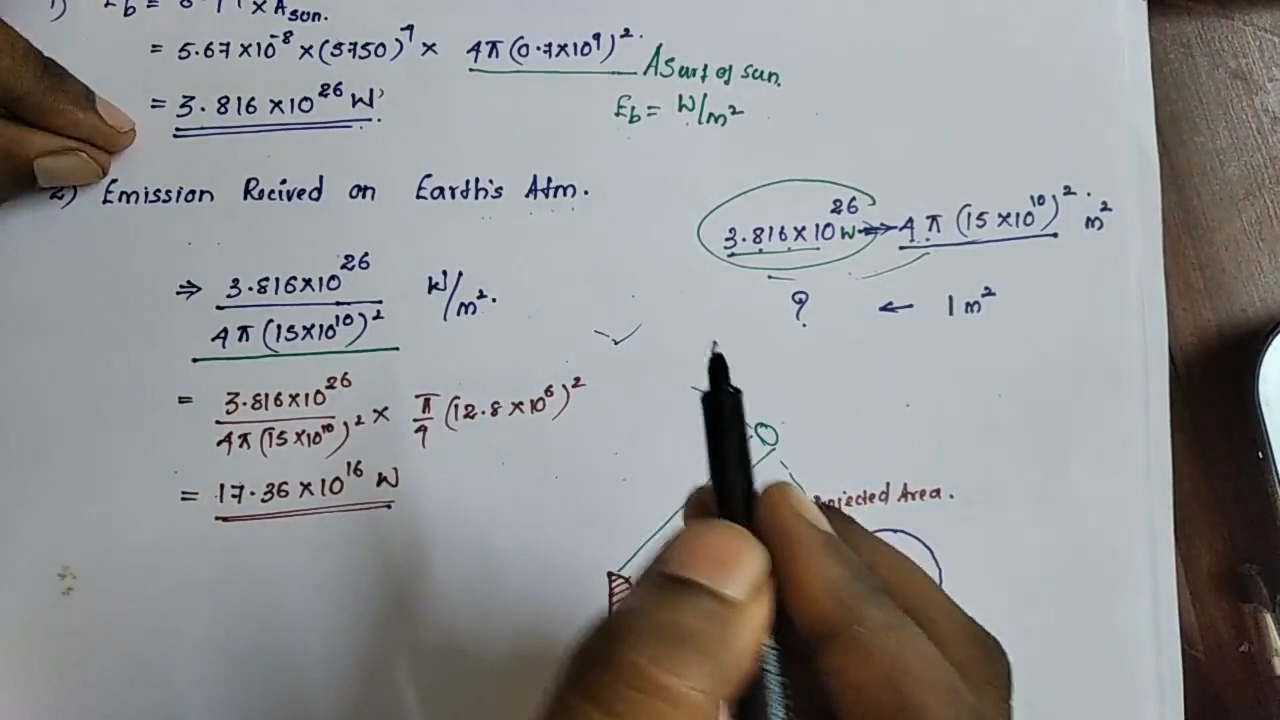 = 5.67×10⁻⁸ ×(5750)⁴ × 4π(0.7×10⁹)².
A Surf of sun.
= 3.816 ×10²⁶ W
E_b = W/m²
2) Emission Recived on Earth's Atm.
3.816×10²⁶ W → 4π(15×10¹⁰)². m²
⇒ 3.816×10²⁶ / 4π(15×10¹⁰)² W/m².
? ← 1 m²
= 3.816×10²⁶ / 4π(15×10¹⁰)² × π/4 (12.8×10⁶)²
= 17.36×10¹⁶ W
Area.